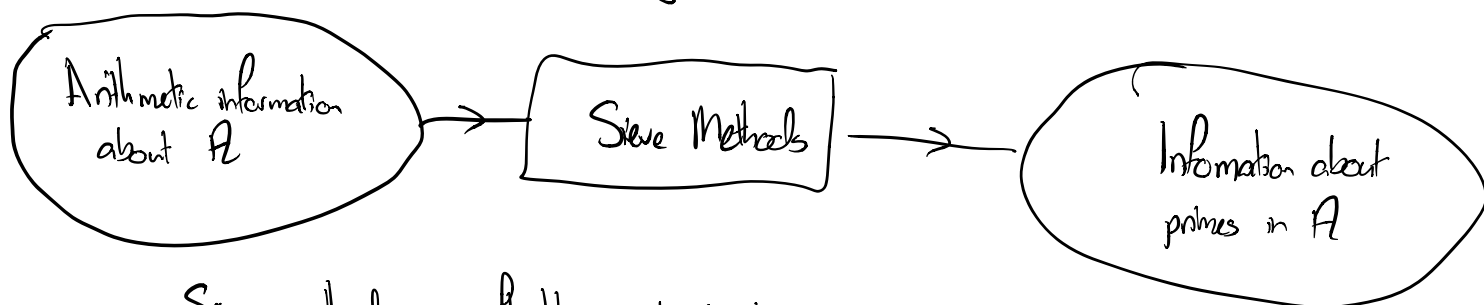 Arithmetic information
about A
Sieve Methods
Information about
primes in A